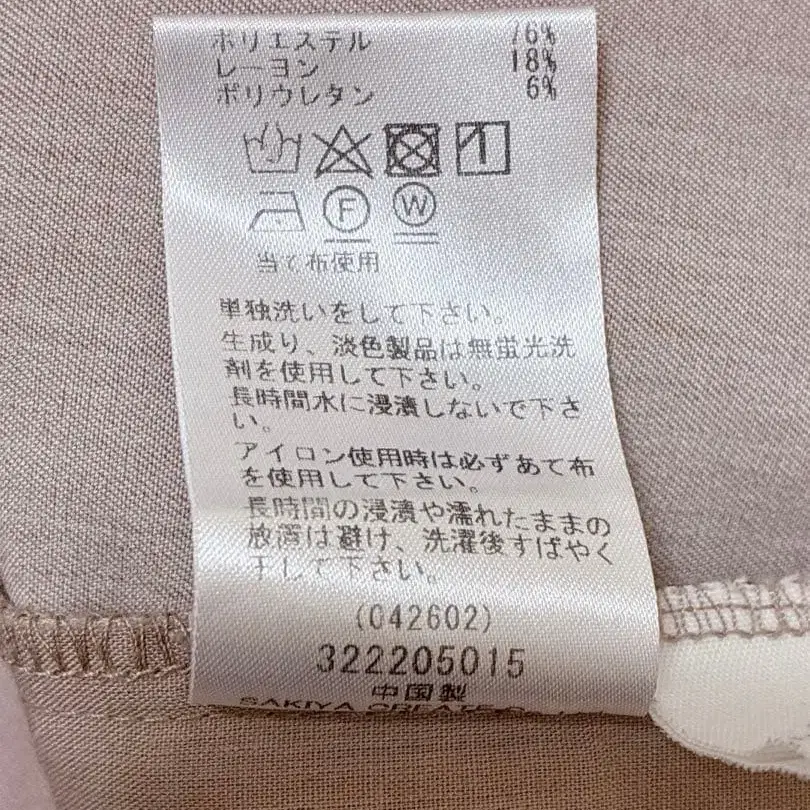 ポリエステル 76%
レーヨン 18%
ポリウレタン 6%
F W
当て布使用
単独洗いをして下さい。
生成り、淡色製品は無蛍光洗
剤を使用して下さい。
長時間水に浸漬しないで下さ
い。
アイロン使用時は必ずあて布
を使用して下さい。
長時間の浸漬や濡れたままの
放置は避け、洗濯後すばやく
干して下さい。
(042602)
322205015
中国製
SAKIYA CREATE